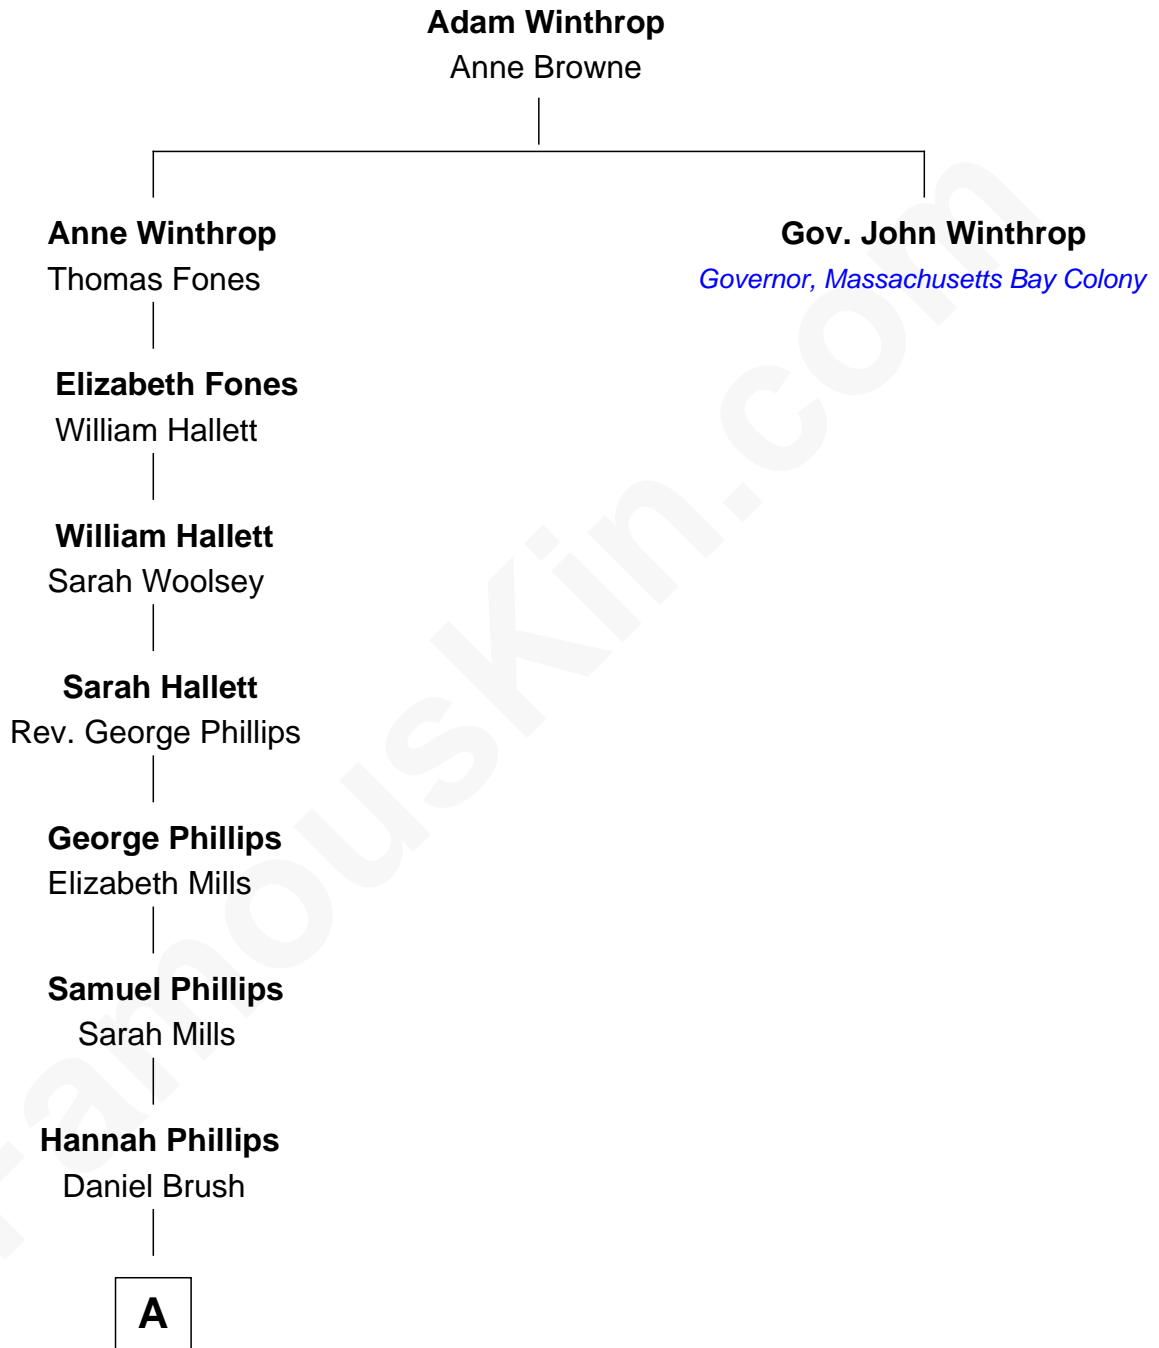 Adam Winthrop
Anne Browne
Anne Winthrop
Thomas Fones
Gov. John Winthrop
Governor, Massachusetts Bay Colony
Elizabeth Fones
William Hallett
William Hallett
Sarah Woolsey
Sarah Hallett
Rev. George Phillips
George Phillips
Elizabeth Mills
Samuel Phillips
Sarah Mills
Hannah Phillips
Daniel Brush
A
FamousKin.com